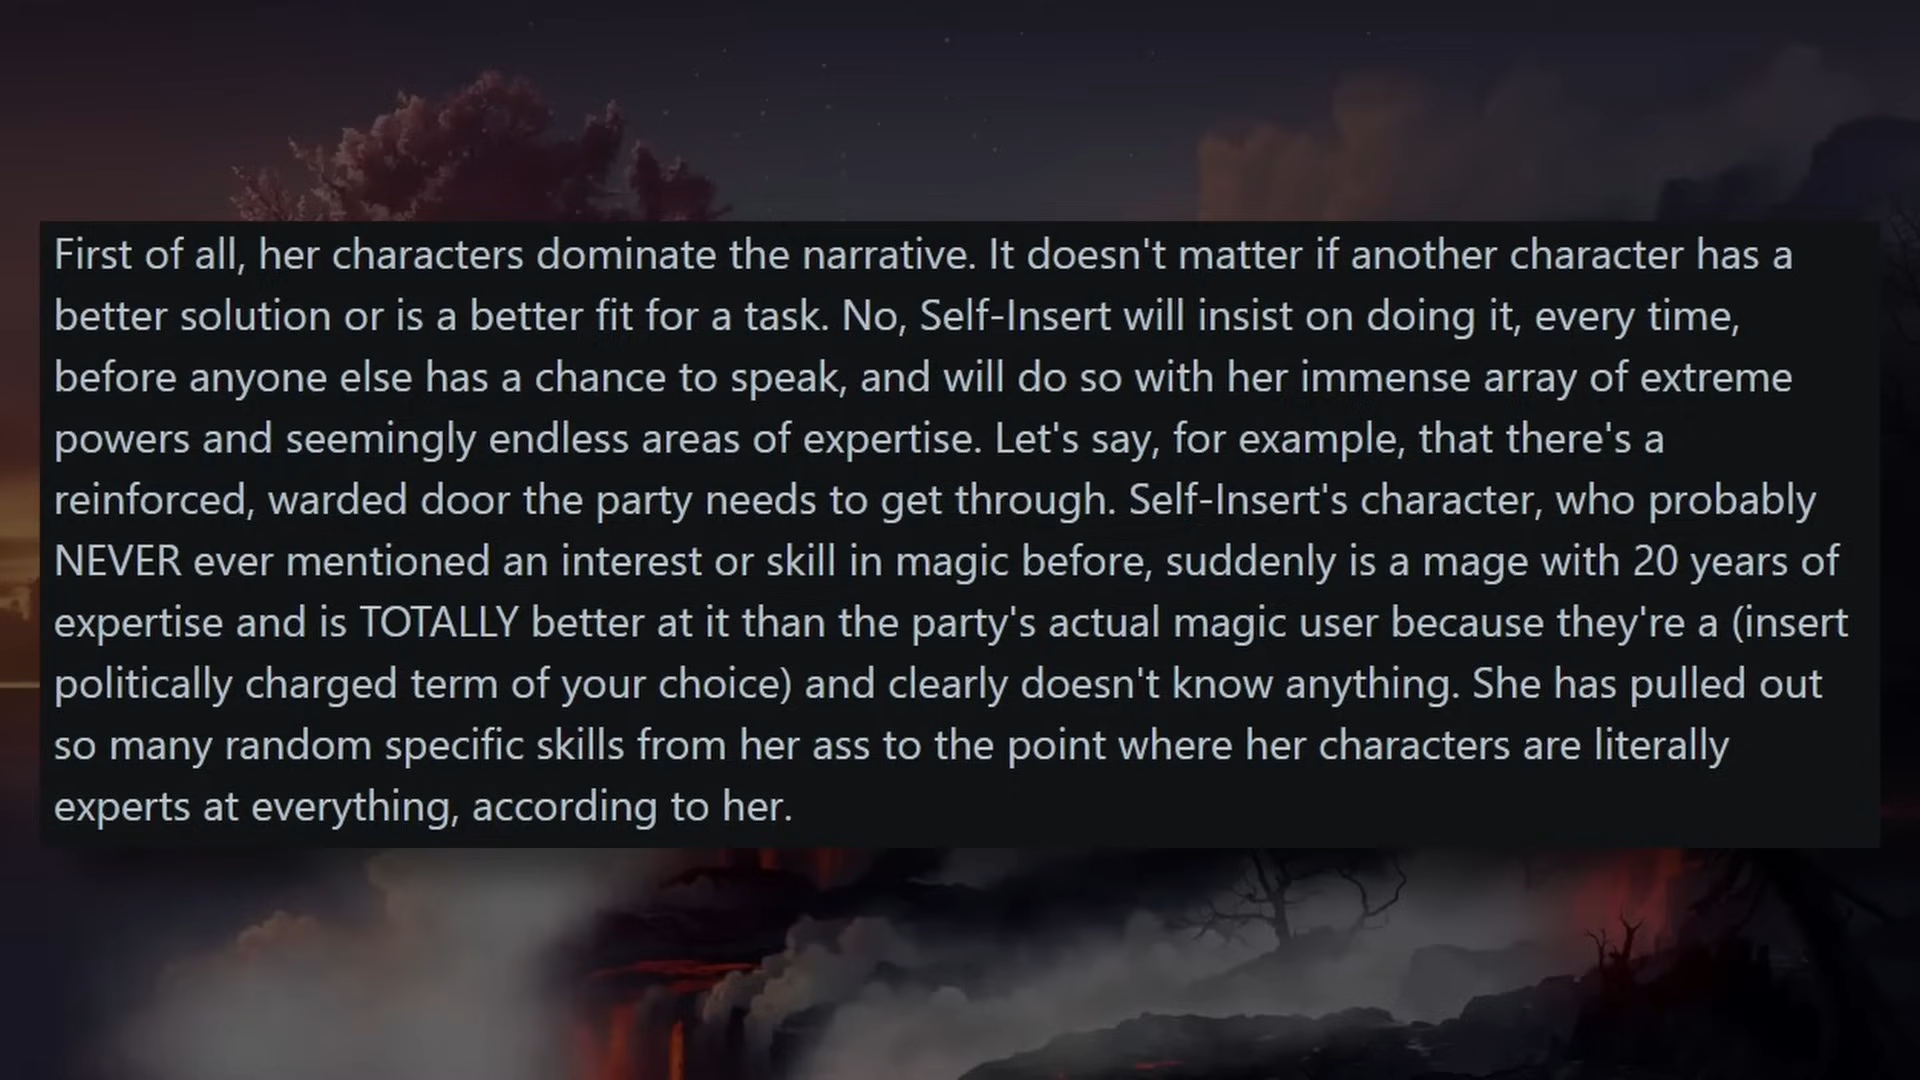 First of all, her characters dominate the narrative. It doesn't matter if another character has a
better solution or is a better fit for a task. No, Self-Insert will insist on doing it, every time,
before anyone else has a chance to speak, and will do so with her immense array of extreme
powers and seemingly endless areas of expertise. Let's say, for example, that there's a
reinforced, warded door the party needs to get through. Self-Insert's character, who probably
NEVER ever mentioned an interest or skill in magic before, suddenly is a mage with 20 years of
expertise and is TOTALLY better at it than the party's actual magic user because they're a (insert
politically charged term of your choice) and clearly doesn't know anything. She has pulled out
so many random specific skills from her ass to the point where her characters are literally
experts at everything, according to her.